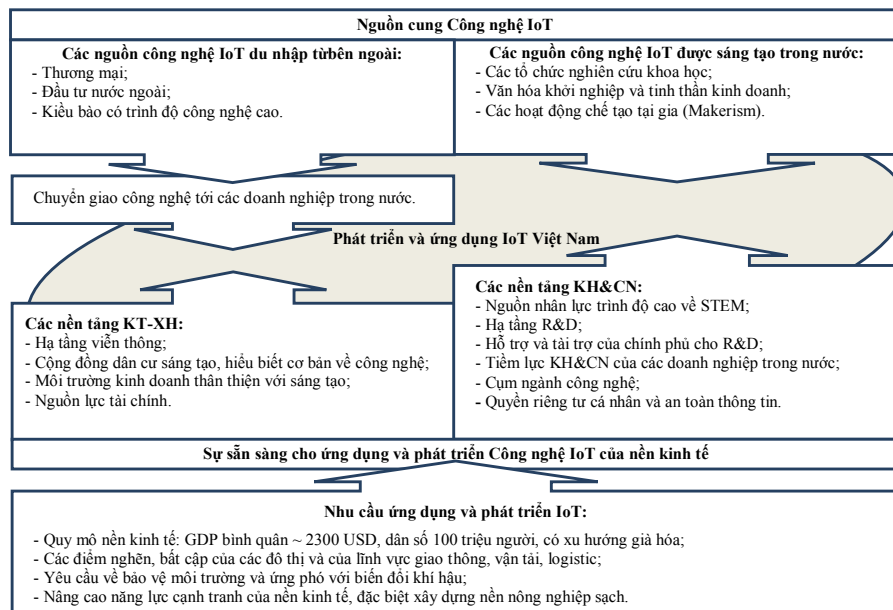 Nguồn cung Công nghệ IoT
Các nguồn công nghệ IoT du nhập từbên ngoài:
- Thương mại;
- Đầu tư nước ngoài;
- Kiều bào có trình độ công nghệ cao.
Các nguồn công nghệ IoT được sáng tạo trong nước:
- Các tổ chức nghiên cứu khoa học;
- Văn hóa khởi nghiệp và tinh thần kinh doanh;
- Các hoạt động chế tạo tại gia (Makerism).
Chuyển giao công nghệ tới các doanh nghiệp trong nước.
Phát triển và ứng dụng IoT Việt Nam
Các nền tảng KT-XH:
- Hạ tầng viễn thông;
- Cộng đồng dân cư sáng tạo, hiểu biết cơ bản về công nghệ;
- Môi trường kinh doanh thân thiện với sáng tạo;
- Nguồn lực tài chính.
Các nền tảng KH&CN:
- Nguồn nhân lực trình độ cao về STEM;
- Hạ tầng R&D;
- Hỗ trợ và tài trợ của chính phủ cho R&D;
- Tiềm lực KH&CN của các doanh nghiệp trong nước;
- Cụm ngành công nghệ;
- Quyền riêng tư cá nhân và an toàn thông tin.
Sự sẵn sàng cho ứng dụng và phát triển Công nghệ IoT của nền kinh tế
Nhu cầu ứng dụng và phát triển IoT:
- Quy mô nền kinh tế: GDP bình quân ~ 2300 USD, dân số 100 triệu người, có xu hướng già hóa;
- Các điểm nghẽn, bất cập của các đô thị và của lĩnh vực giao thông, vận tải, logistic;
- Yêu cầu về bảo vệ môi trường và ứng phó với biến đổi khí hậu;
- Nâng cao năng lực cạnh tranh của nền kinh tế, đặc biệt xây dựng nền nông nghiệp sạch.